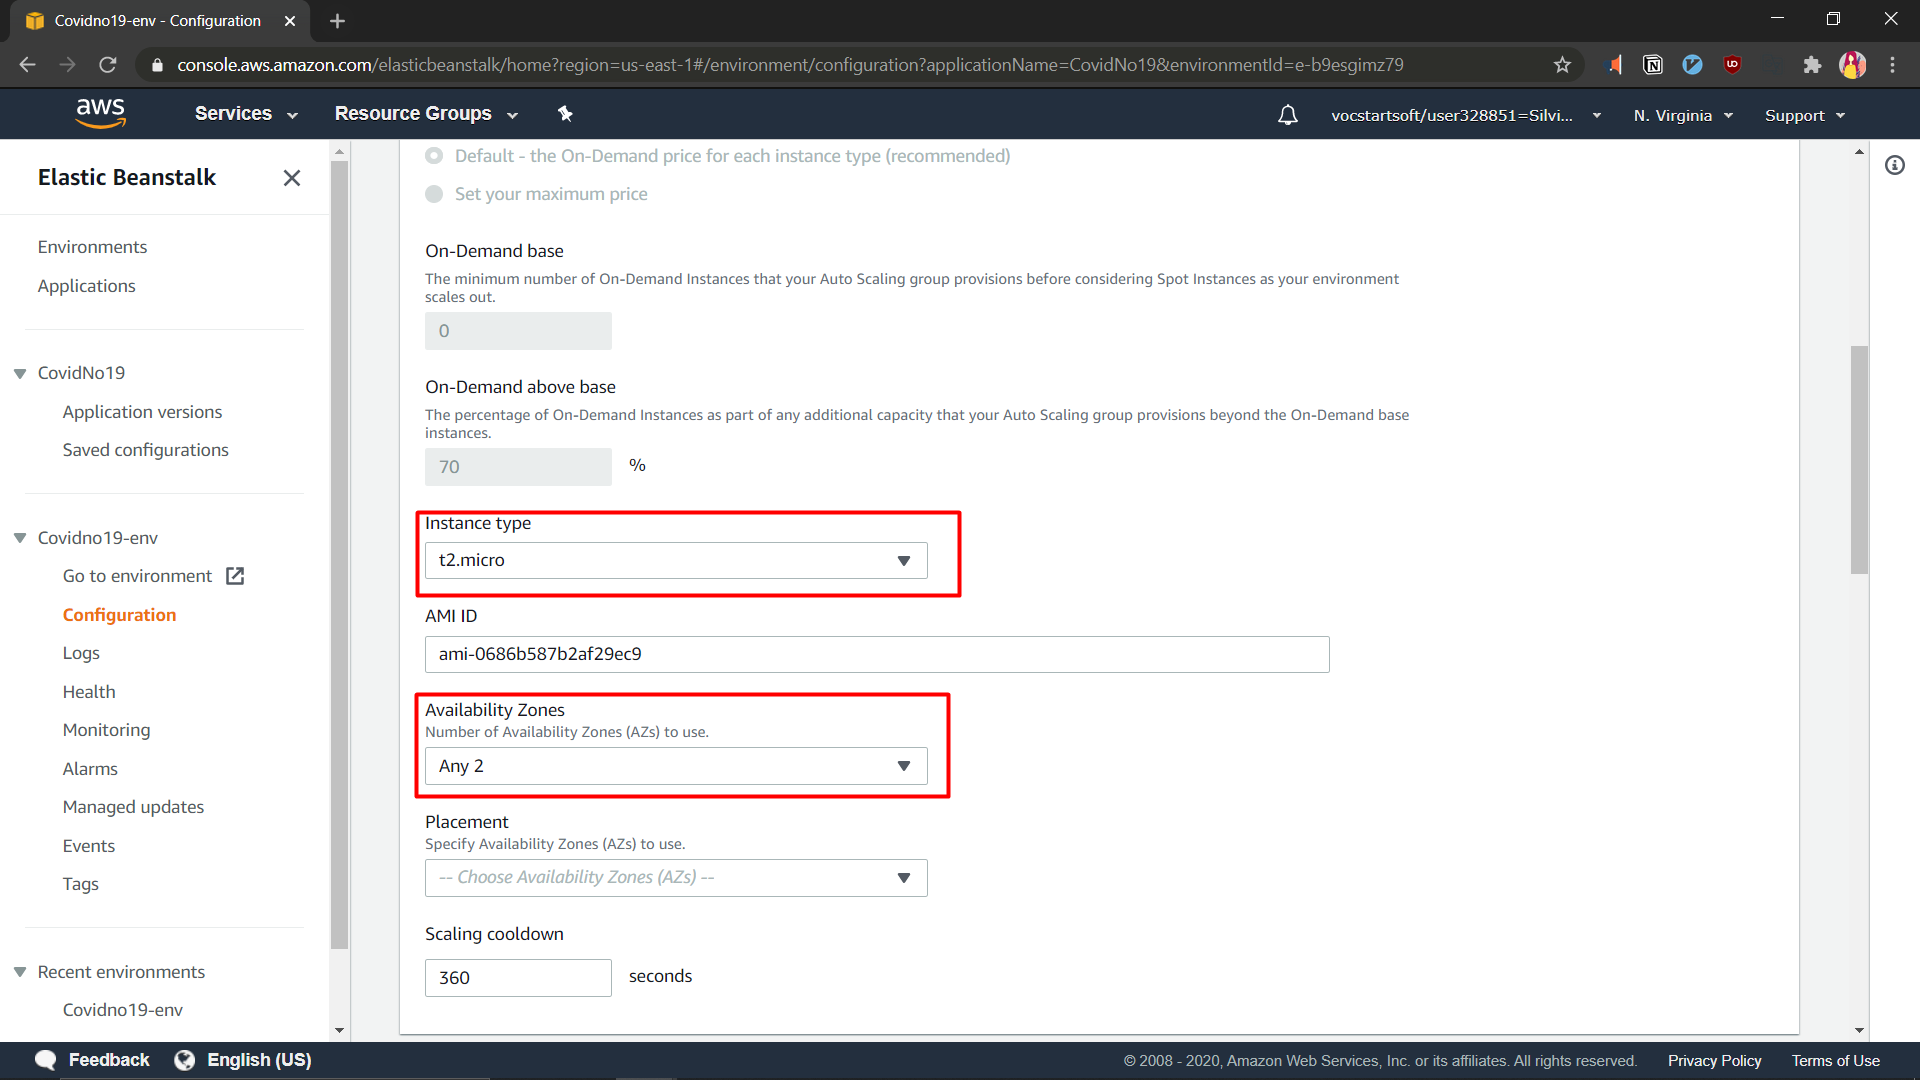 Covidno19-env - Configuration
console.aws.amazon.com/elasticbeanstalk/home?region=us-east-1#/environment/configuration?applicationName=CovidNo19&environmentId=e-b9esgimz79
aws
Services
Resource Groups
vocstartsoft/user328851=Silvi...
N. Virginia
Support
Elastic Beanstalk
Environments
Applications
CovidNo19
Application versions
Saved configurations
Covidno19-env
Go to environment
Configuration
Logs
Health
Monitoring
Alarms
Managed updates
Events
Tags
Recent environments
Covidno19-env
Default - the On-Demand price for each instance type (recommended)
Set your maximum price
On-Demand base
The minimum number of On-Demand Instances that your Auto Scaling group provisions before considering Spot Instances as your environment
scales out.
0
On-Demand above base
The percentage of On-Demand Instances as part of any additional capacity that your Auto Scaling group provisions beyond the On-Demand base
instances.
70 %
Instance type
t2.micro
AMI ID
ami-0686b587b2af29ec9
Availability Zones
Number of Availability Zones (AZs) to use.
Any 2
Placement
Specify Availability Zones (AZs) to use.
-- Choose Availability Zones (AZs) --
Scaling cooldown
360 seconds
Feedback
English (US)
© 2008 - 2020, Amazon Web Services, Inc. or its affiliates. All rights reserved.
Privacy Policy
Terms of Use